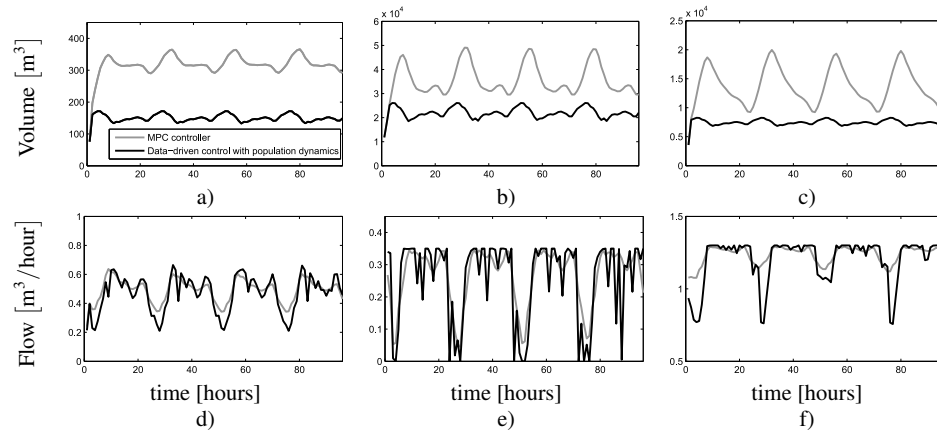 Volume [m³]
400
350
300
250
200
150
100
50
0
0 20 40 60 80
MPC controller
Data−driven control with population dynamics
a)
x 10⁴
6
5
4
3
2
1
0
0 20 40 60 80
b)
x 10⁴
2.5
2
1.5
1
0.5
0
0 20 40 60 80
c)
Flow [m³/hour]
1
0.8
0.6
0.4
0.2
0
0 20 40 60 80
time [hours]
d)
0.4
0.3
0.2
0.1
0
0 20 40 60 80
time [hours]
e)
1.5
1
0.5
0 20 40 60 80
time [hours]
f)